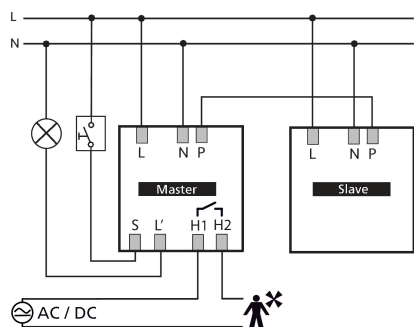 L
N
L N P
L N P
Master
Slave
S L' H1 H2
AC / DC